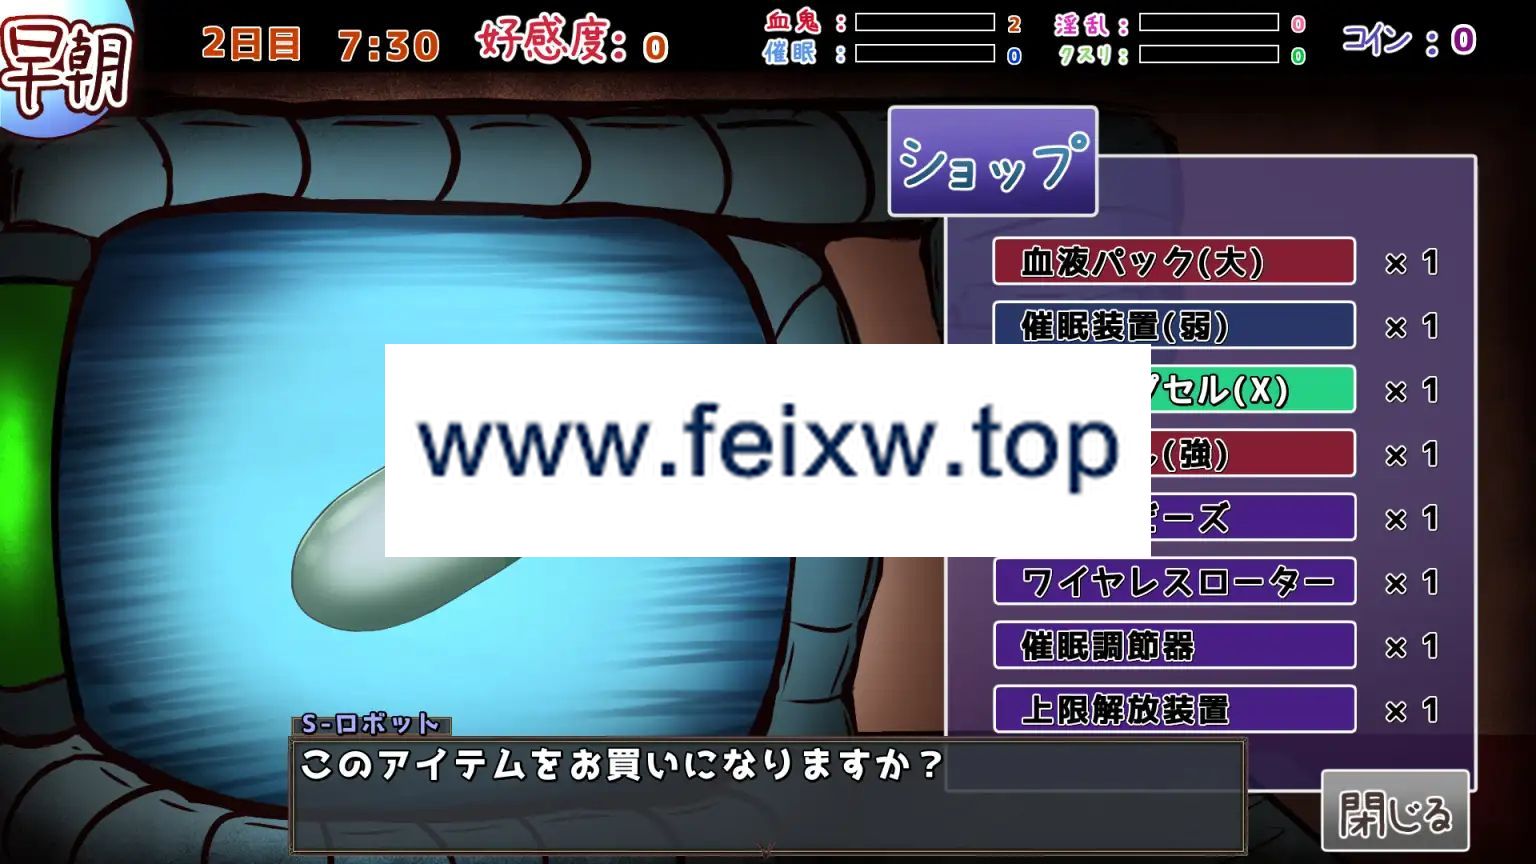 早朝
2日目 7:30 好感度: 0
血鬼 : 2
催眠 : 0
淫乱 : 0
クスリ : 0
コイン : 0
ショップ
血液パック(大) × 1
催眠装置(弱) × 1
プセル(X) × 1
(強) × 1
ビーズ × 1
ワイヤレスローター × 1
催眠調節器 × 1
上限解放装置 × 1
www.feixw.top
S-ロボット
このアイテムをお買いになりますか？
閉じる